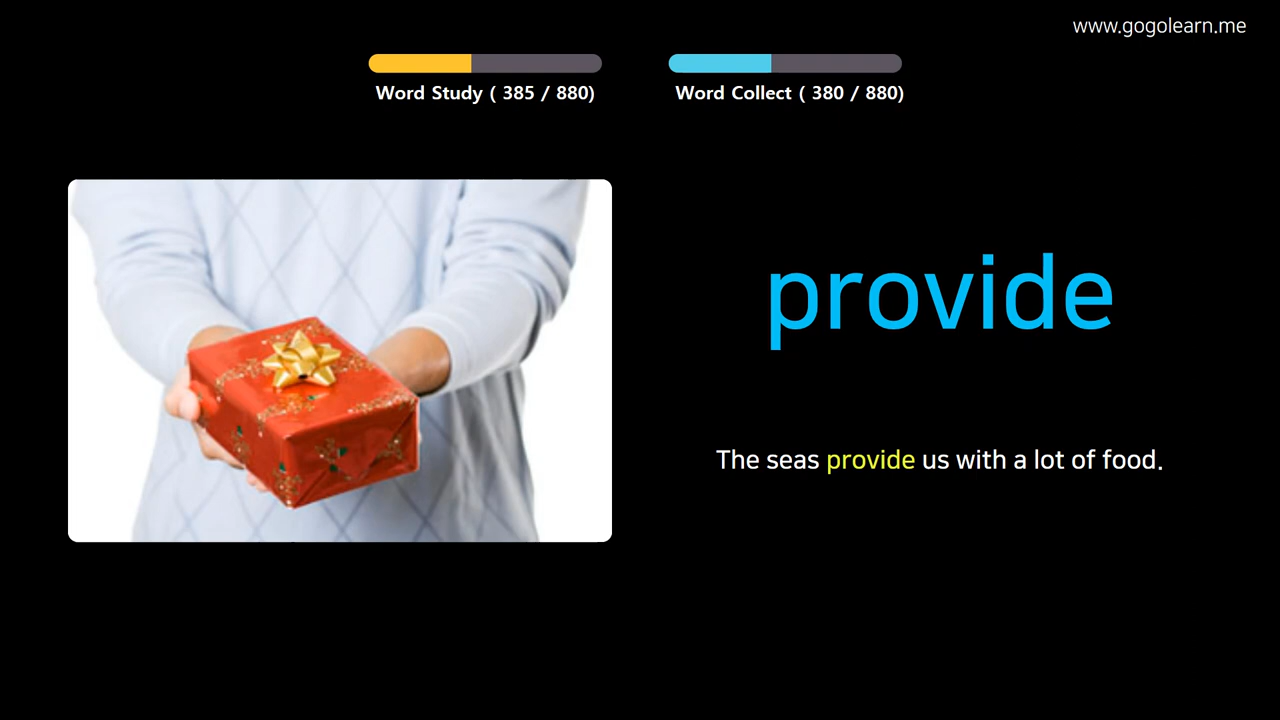 www.gogolearn.me
Word Study ( 385 / 880)
Word Collect ( 380 / 880)
provide
The seas provide us with a lot of food.